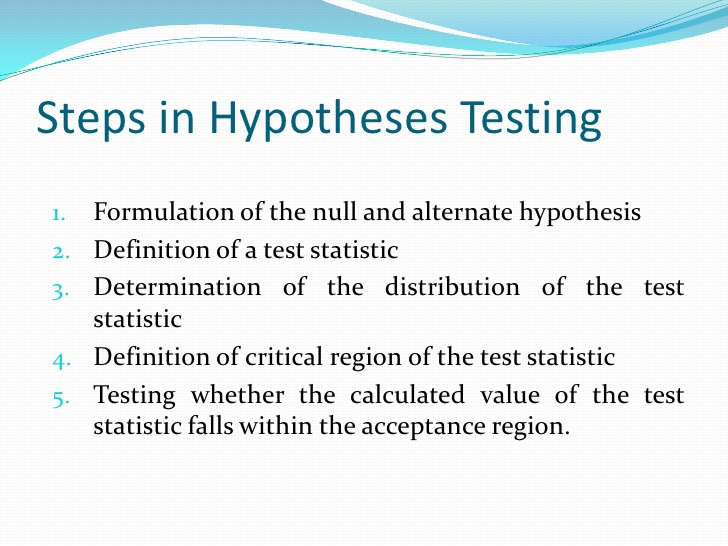 Steps in Hypotheses Testing
1. Formulation of the null and alternate hypothesis
2. Definition of a test statistic
3. Determination of the distribution of the test
statistic
4. Definition of critical region of the test statistic
5. Testing whether the calculated value of the test
statistic falls within the acceptance region.